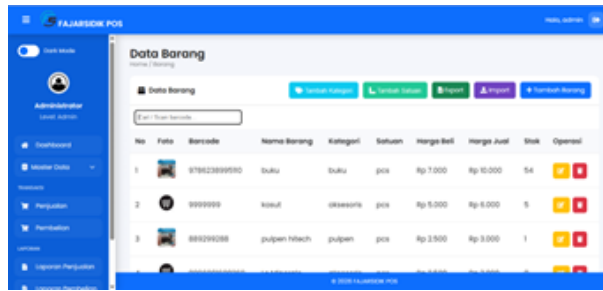 FAJARSIDIK POS
Halo, admin
Dark Mode
Administrator
Level: Admin
Dashboard
Master Data
TRANSAKSI
Penjualan
Pembelian
LAPORAN
Laporan Penjualan
Laporan Pembelian
Data Barang
Home / Barang
Data Barang
Tambah Kategori
Tambah Satuan
Export
Import
+ Tambah Barang
Cari / Scan barcode
No Foto Barcode Nama Barang Kategori Satuan Harga Beli Harga Jual Stok Operasi
1 buku buku pcs Rp 7.000 Rp 10.000 54
2 9999999 kasut aksesoris pcs Rp 5.000 Rp 6.000 5
3 889299288 pulpen hitech pulpen pcs Rp 2.500 Rp 3.000 1
FAJARSIDIK POS